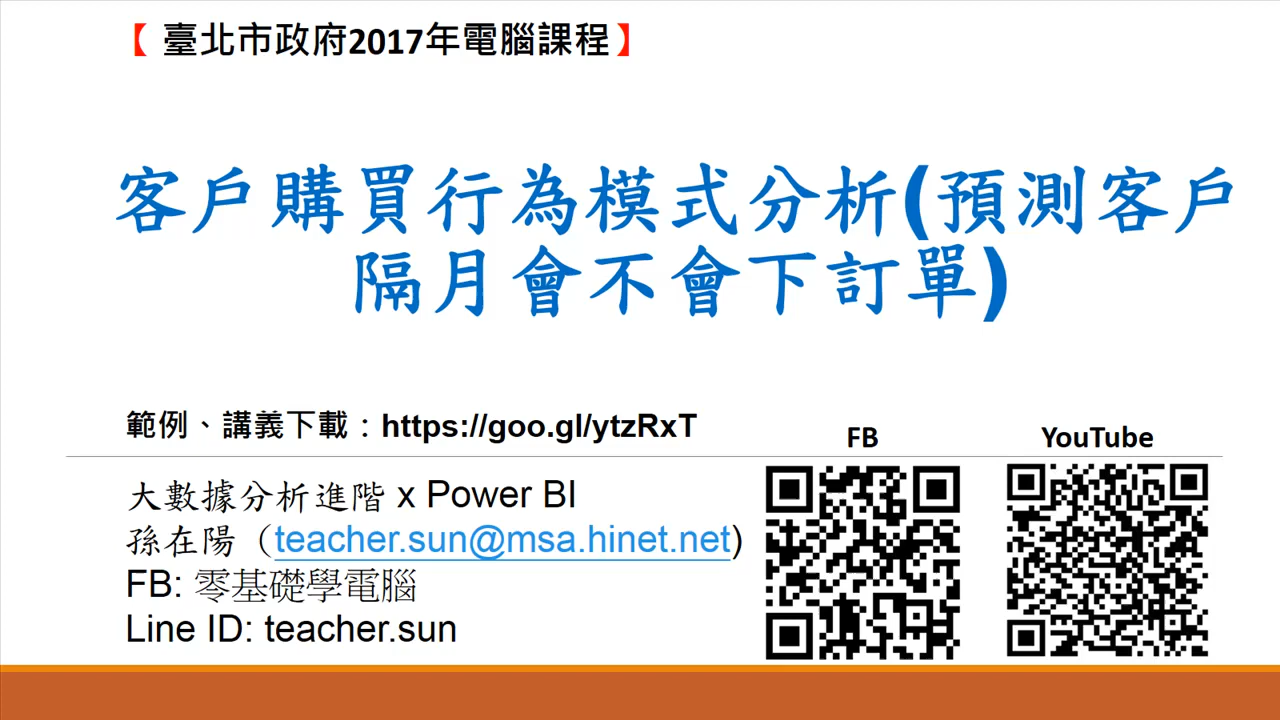 【 臺北市政府2017年電腦課程】
客戶購買行為模式分析(預測客戶
隔月會不會下訂單)
範例、講義下載：https://goo.gl/ytzRxT
FB
YouTube
大數據分析進階 x Power BI
孫在陽（teacher.sun@msa.hinet.net)
FB: 零基礎學電腦
Line ID: teacher.sun